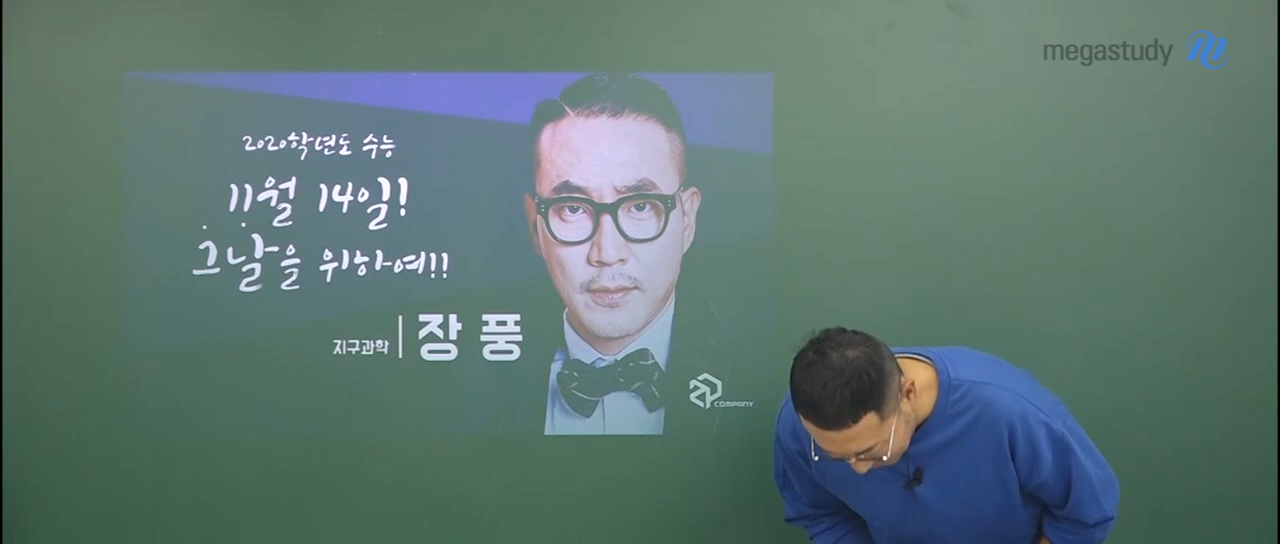 megastudy
2020학년도 수능
11월 14일!
그날을 위하여!!
지구과학 | 장 풍
2P COMPANY